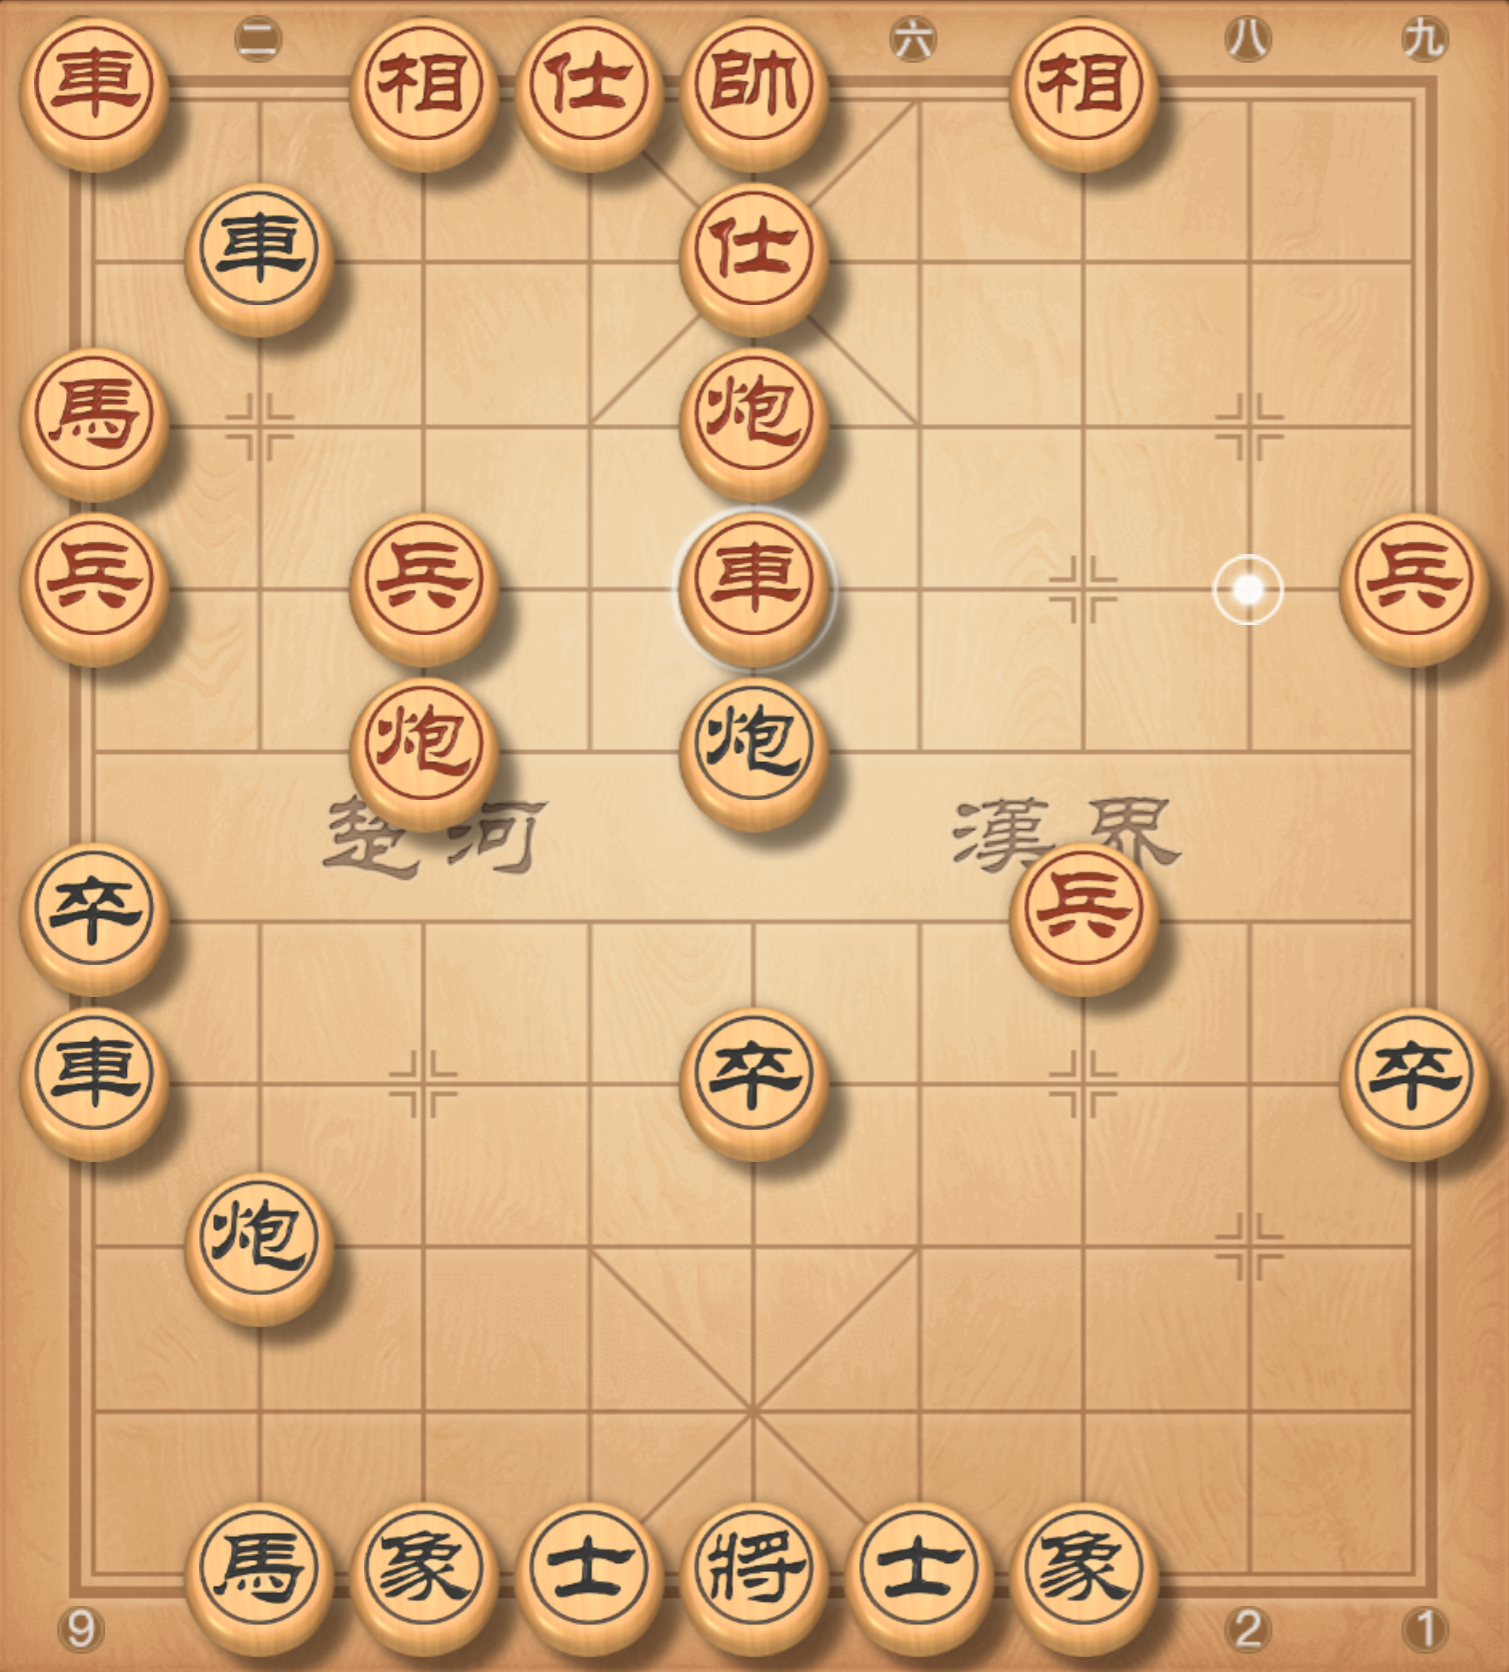 二 六 八 九
車 相 仕 帥 相
車 仕
馬 炮
兵 兵 車 兵
炮 炮
楚河 漢界
卒 兵
車 卒 卒
炮
馬 象 士 將 士 象
9 2 1